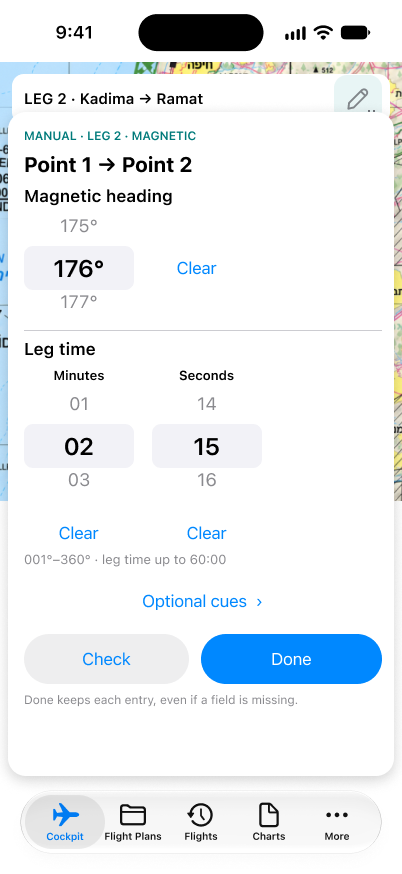 9:41
חיפה
512
LEG 2 · Kadima → Ramat
MANUAL · LEG 2 · MAGNETIC
Point 1 → Point 2
Magnetic heading
175°
176°
Clear
177°
Leg time
Minutes
Seconds
01
14
02
15
03
16
Clear
Clear
001°–360° · leg time up to 60:00
Optional cues ›
Check
Done
Done keeps each entry, even if a field is missing.
Cockpit
Flight Plans
Flights
Charts
More